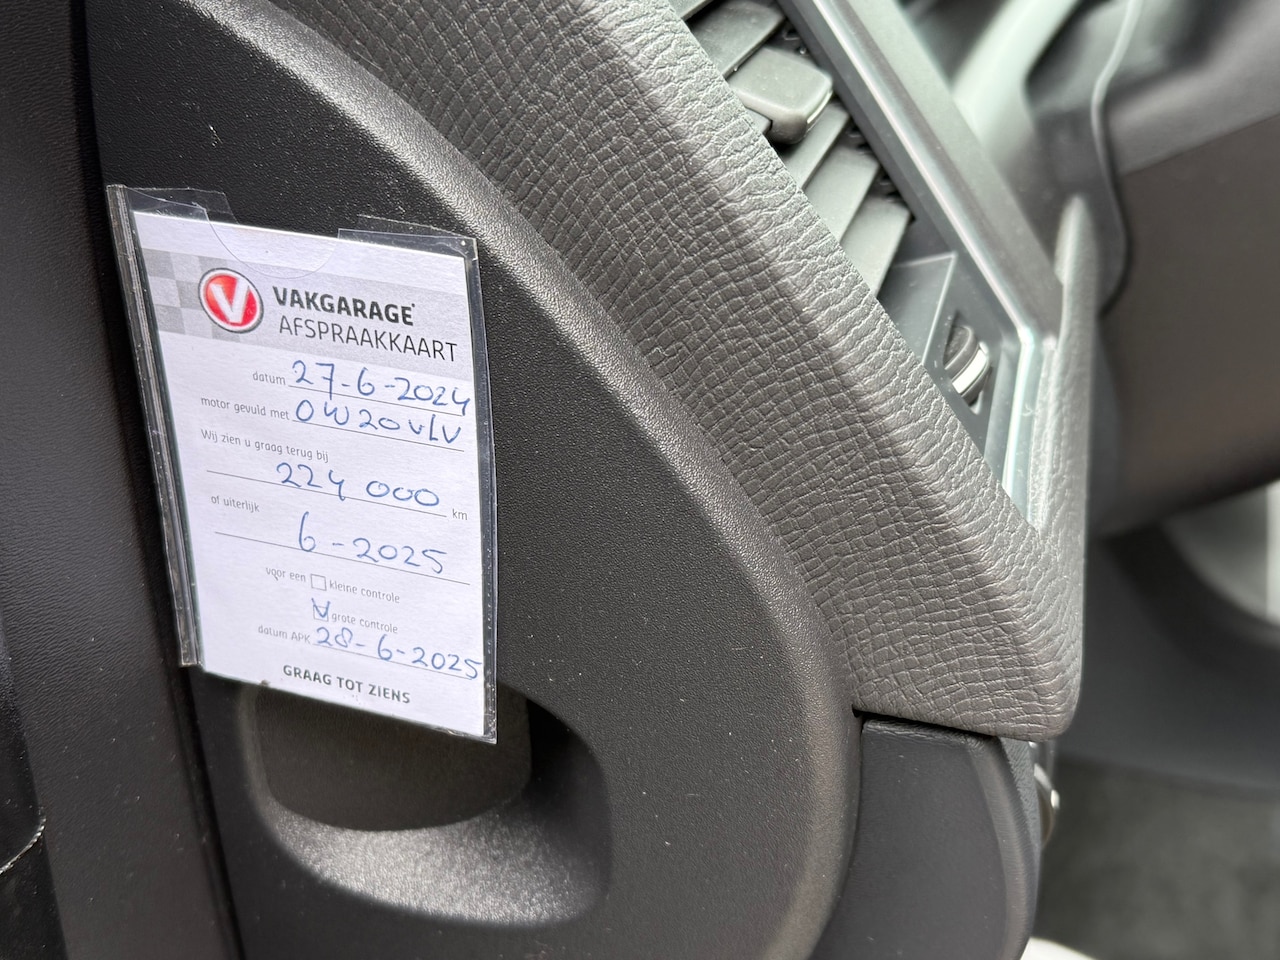 V
VAKGARAGE
AFSPRAAKKAART
datum 27-6-2024
motor gevuld met 0W20 vlv
Wij zien u graag terug bij
224 000 km
of uiterlijk
6-2025
voor een kleine controle
grote controle
datum APK 28-6-2025
GRAAG TOT ZIENS